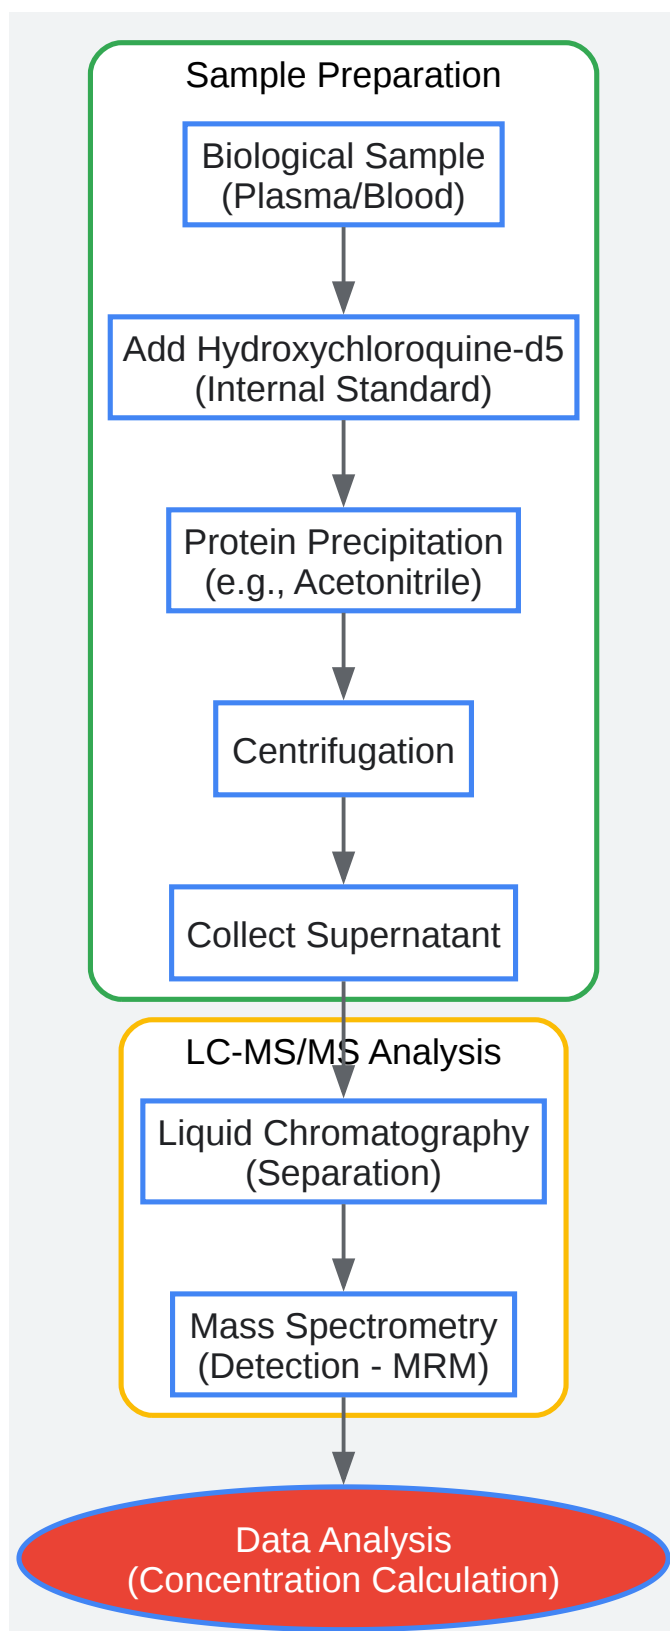 Sample Preparation
Biological Sample
(Plasma/Blood)
Add Hydroxychloroquine-d5
(Internal Standard)
Protein Precipitation
(e.g., Acetonitrile)
Centrifugation
Collect Supernatant
LC-MS/MS Analysis
Liquid Chromatography
(Separation)
Mass Spectrometry
(Detection - MRM)
Data Analysis
(Concentration Calculation)